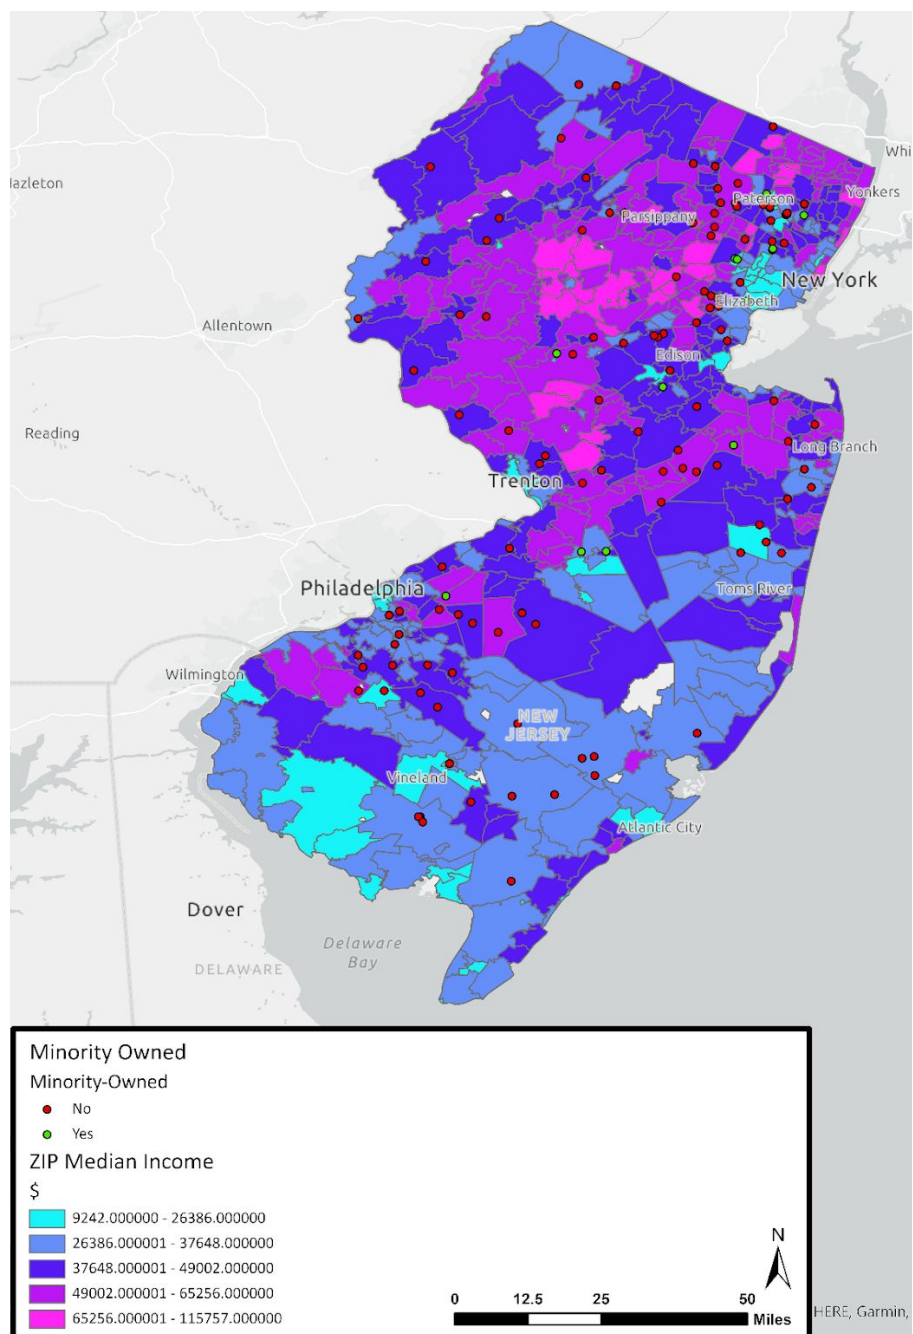 Whi
Hazleton
Yonkers
Paterson
Parsippany
New York
Elizabeth
Allentown
Edison
Reading
Long Branch
Trenton
Philadelphia
Toms River
Wilmington
NEW
JERSEY
Vineland
Atlantic City
Dover
Delaware
Bay
DELAWARE
Minority Owned
Minority-Owned
No
Yes
ZIP Median Income
$
9242.000000 - 26386.000000
26386.000001 - 37648.000000
37648.000001 - 49002.000000
49002.000001 - 65256.000000
65256.000001 - 115757.000000
N
0 12.5 25 50
Miles
HERE, Garmin,